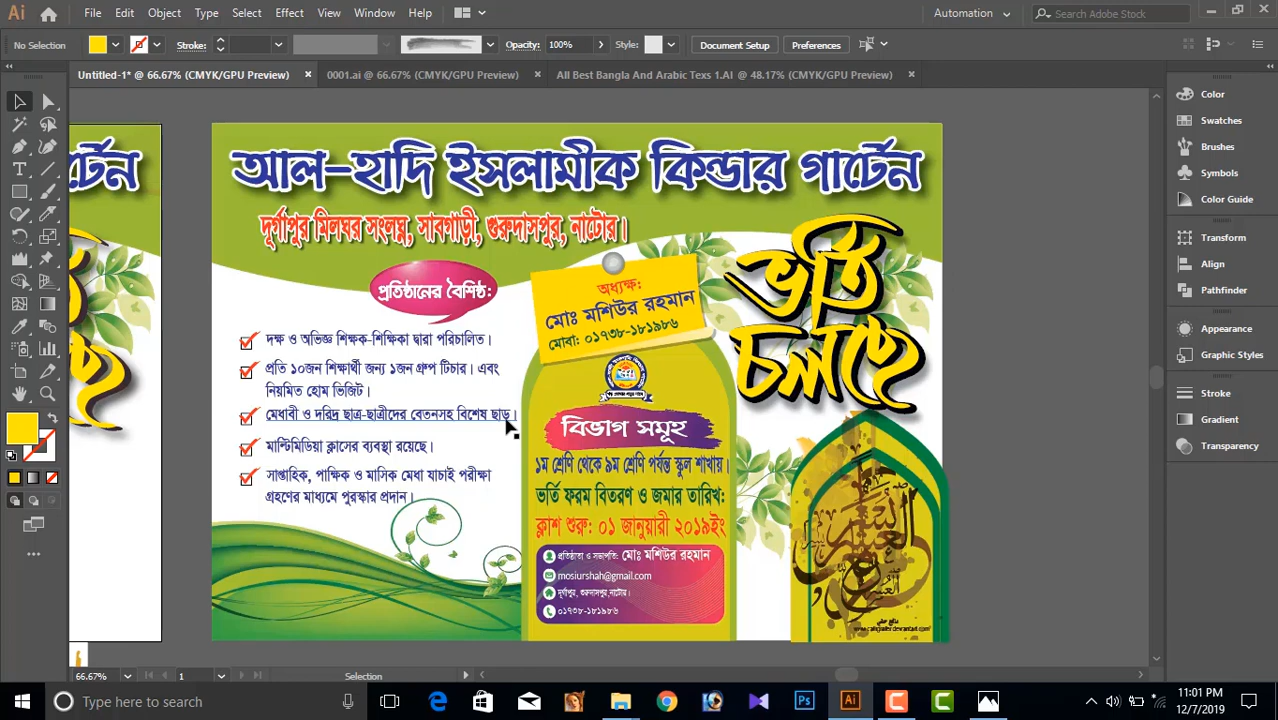 File Edit Object Type Select Effect View Window Help
Automation
Search Adobe Stock
No Selection
Stroke:
Opacity: 100%
Style:
Document Setup
Preferences
Untitled-1* @ 66.67% (CMYK/GPU Preview)
0001.ai @ 66.67% (CMYK/GPU Preview)
All Best Bangla And Arabic Texs 1.AI @ 48.17% (CMYK/GPU Preview)
Color
Swatches
Brushes
Symbols
Color Guide
Transform
Align
Pathfinder
Appearance
Graphic Styles
Stroke
Gradient
Transparency
র্টেন
আল-হাদি ইসলামীক কিন্ডার গার্টেন
দূর্গাপুর মিলঘর সংলগ্ন, সাবগাড়ী, গুরুদাসপুর, নাটোর।
ভর্তি
চলছে
প্রতিষ্ঠানের বৈশিষ্ঠ:
দক্ষ ও অভিজ্ঞ শিক্ষক-শিক্ষিকা দ্বারা পরিচালিত।
প্রতি ১০জন শিক্ষার্থী জন্য ১জন গ্রুপ টিচার। এবং
নিয়মিত হোম ভিজিট।
মেধাবী ও দরিদ্র ছাত্র-ছাত্রীদের বেতনসহ বিশেষ ছাড়।
মাল্টিমিডিয়া ক্লাসের ব্যবস্থা রয়েছে।
সাপ্তাহিক, পাক্ষিক ও মাসিক মেধা যাচাই পরীক্ষা
গ্রহণের মাধ্যমে পুরস্কার প্রদান।
অধ্যক্ষ:
মোঃ মশিউর রহমান
মোবা: ০১৭৩৮-১৮১৯৮৬
বিভাগ সমূহ
১ম শ্রেণি থেকে ৯ম শ্রেণি পর্যন্ত স্কুল শাখায়।
ভর্তি ফরম বিতরণ ও জমার তারিখ:
ক্লাশ শুরু: ০১ জানুয়ারী ২০১৯ইং
প্রতিষ্ঠাতা ও সভাপতি: মোঃ মশিউর রহমান
mosiurshah@gmail.com
দূর্গাপুর, গুরুদাসপুর,নাটোর।
০১৭৩৮-১৮১৯৮৬
66.67%
1
Selection
Type here to search
11:01 PM
12/7/2019